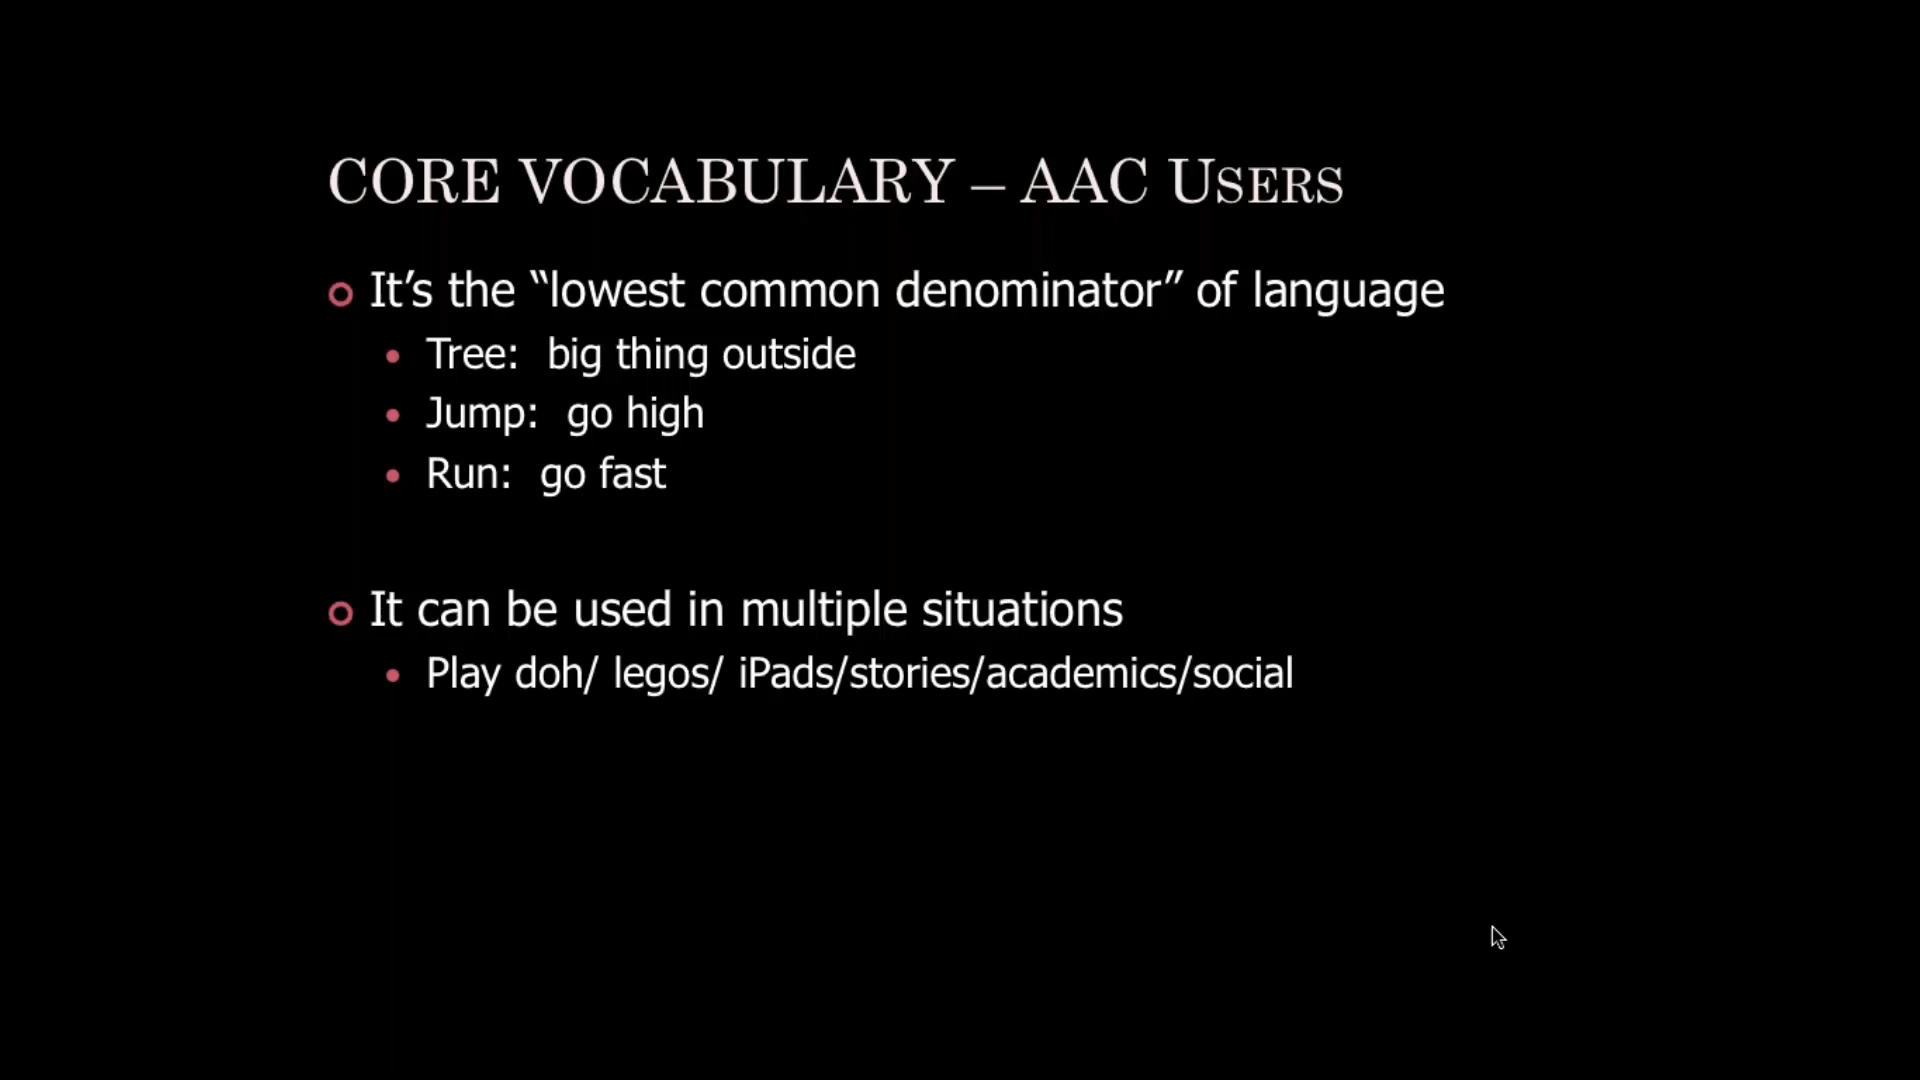 CORE VOCABULARY – AAC Users
It’s the “lowest common denominator” of language
Tree:  big thing outside
Jump:  go high
Run:  go fast
It can be used in multiple situations
Play doh/ legos/ iPads/stories/academics/social